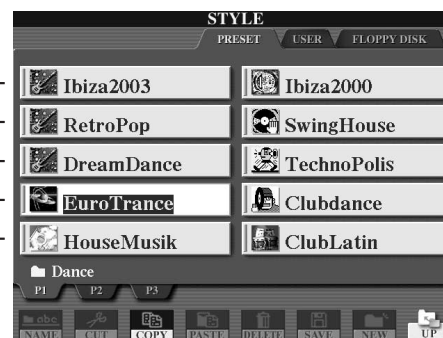 STYLE
PRESET USER FLOPPY DISK
Ibiza2003 Ibiza2000
RetroPop SwingHouse
DreamDance TechnoPolis
EuroTrance Clubdance
HouseMusik ClubLatin
Dance
P1 P2 P3
abc
NAME CUT COPY PASTE DELETE SAVE NEW UP